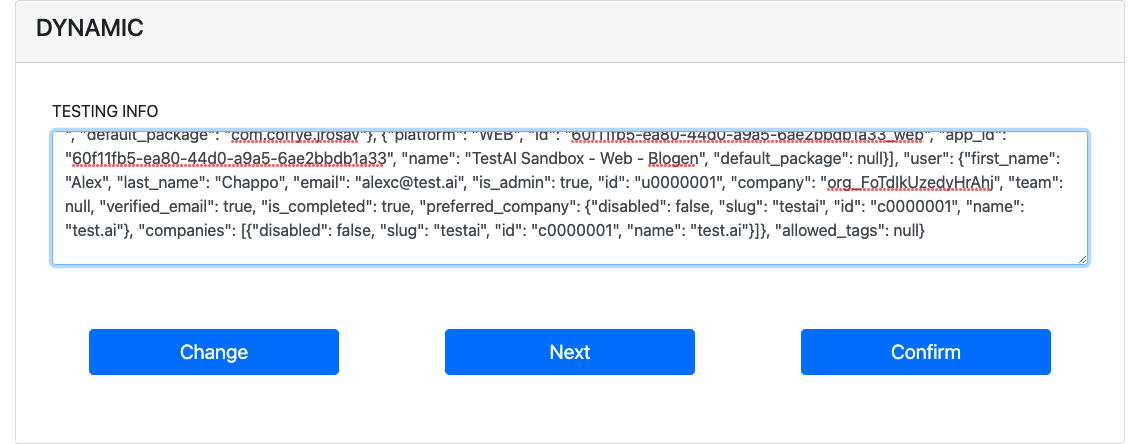 DYNAMIC
TESTING INFO
", "default_package": "com.coffye.jrosav"}, {"platform": "WEB", "id": "60f11fb5-ea80-44d0-a9a5-6ae2bbdb1a33_web", "app_id":
"60f11fb5-ea80-44d0-a9a5-6ae2bbdb1a33", "name": "TestAI Sandbox - Web - Blogen", "default_package": null}], "user": {"first_name":
"Alex", "last_name": "Chappo", "email": "alexc@test.ai", "is_admin": true, "id": "u0000001", "company": "org_FoTdIkUzedyHrAhj", "team":
null, "verified_email": true, "is_completed": true, "preferred_company": {"disabled": false, "slug": "testai", "id": "c0000001", "name":
"test.ai"}, "companies": [{"disabled": false, "slug": "testai", "id": "c0000001", "name": "test.ai"}]}, "allowed_tags": null}
Change
Next
Confirm